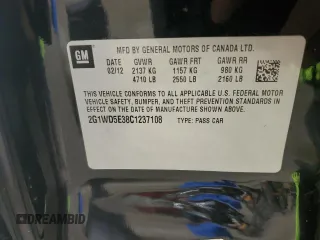 GM
MFD BY GENERAL MOTORS OF CANADA LTD.
DATE GVWR GAWR FRT GAWR RR
02/12 2137 KG 1157 KG 980 KG
4710 LB 2550 LB 2160 LB
THIS VEHICLE CONFORMS TO ALL APPLICABLE U.S. FEDERAL MOTOR
VEHICLE SAFETY, BUMPER, AND THEFT PREVENTION STANDARDS
IN EFFECT ON THE DATE OF MANUFACTURE SHOWN ABOVE.
2G1WD5E38C1237108 TYPE: PASS CAR
© DREAMBID